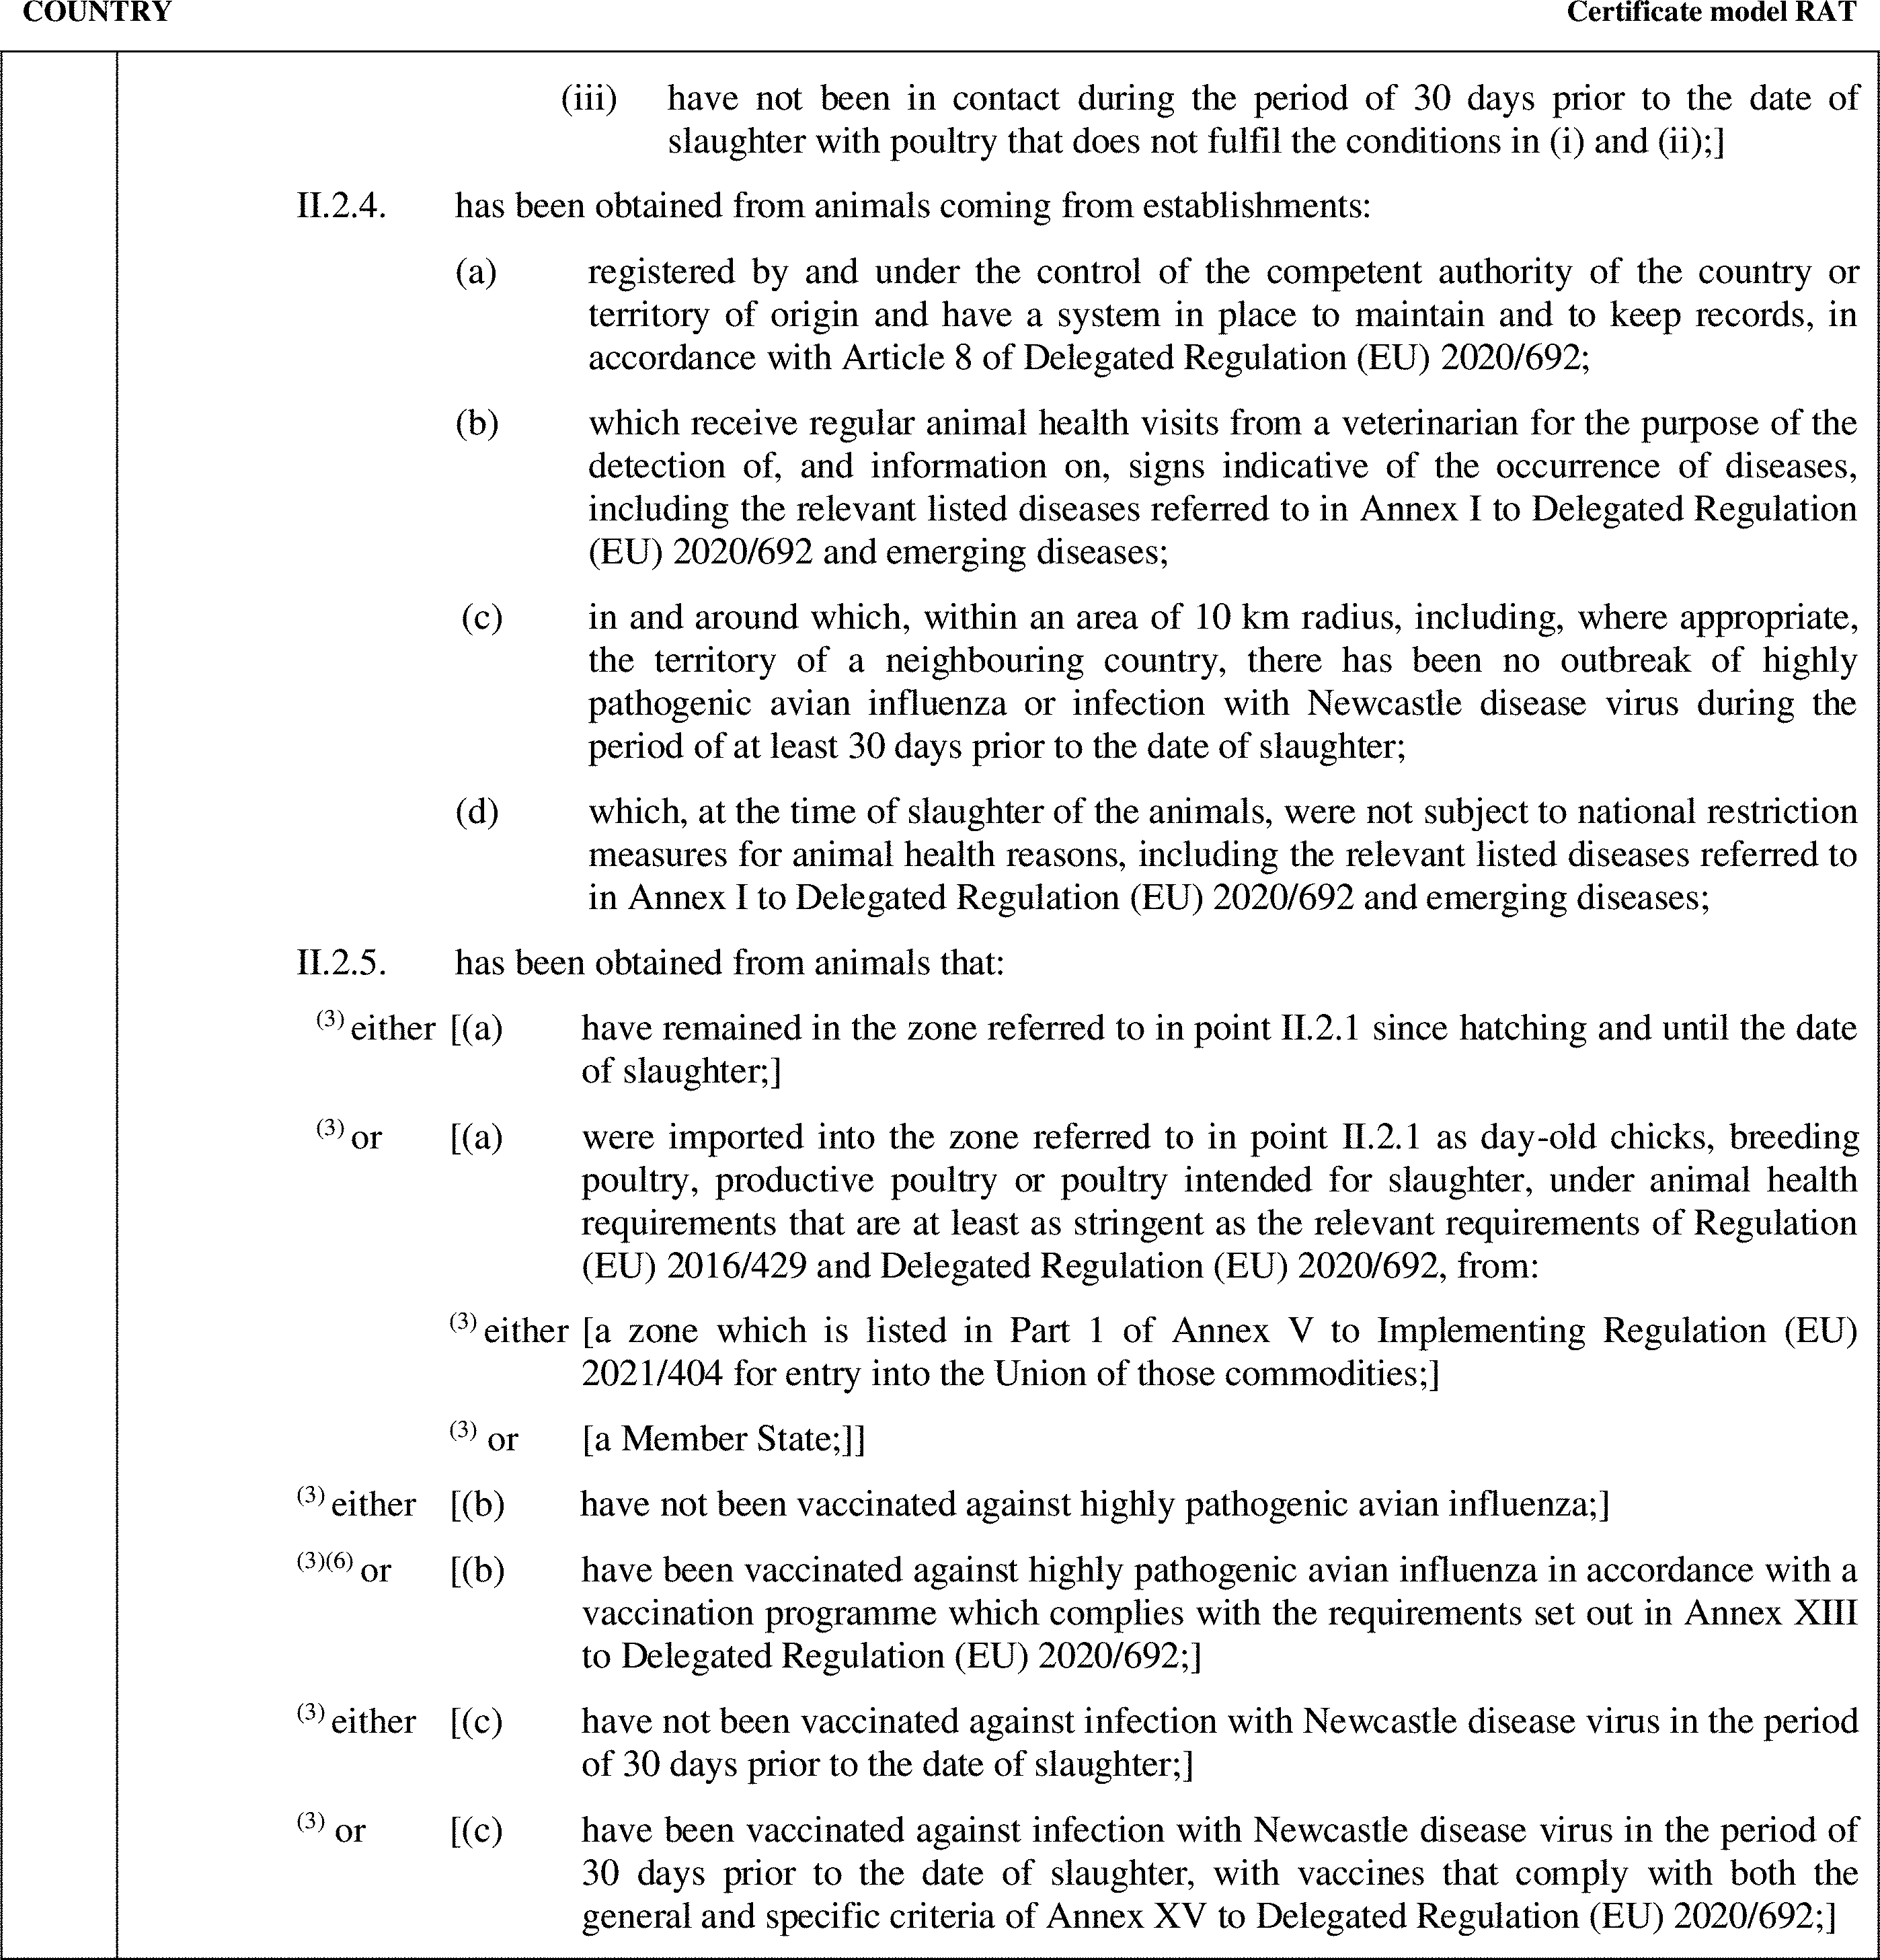 COUNTRY Certificate model RAT
(iii) have not been in contact during the period of 30 days prior to the date of
slaughter with poultry that does not fulfil the conditions in (i) and (ii);]
II.2.4. has been obtained from animals coming from establishments:
(a) registered by and under the control of the competent authority of the country or
territory of origin and have a system in place to maintain and to keep records, in
accordance with Article 8 of Delegated Regulation (EU) 2020/692;
(b) which receive regular animal health visits from a veterinarian for the purpose of the
detection of, and information on, signs indicative of the occurrence of diseases,
including the relevant listed diseases referred to in Annex I to Delegated Regulation
(EU) 2020/692 and emerging diseases;
(c) in and around which, within an area of 10 km radius, including, where appropriate,
the territory of a neighbouring country, there has been no outbreak of highly
pathogenic avian influenza or infection with Newcastle disease virus during the
period of at least 30 days prior to the date of slaughter;
(d) which, at the time of slaughter of the animals, were not subject to national restriction
measures for animal health reasons, including the relevant listed diseases referred to
in Annex I to Delegated Regulation (EU) 2020/692 and emerging diseases;
II.2.5. has been obtained from animals that:
(3) either [(a) have remained in the zone referred to in point II.2.1 since hatching and until the date
of slaughter;]
(3) or [(a) were imported into the zone referred to in point II.2.1 as day-old chicks, breeding
poultry, productive poultry or poultry intended for slaughter, under animal health
requirements that are at least as stringent as the relevant requirements of Regulation
(EU) 2016/429 and Delegated Regulation (EU) 2020/692, from:
(3) either [a zone which is listed in Part 1 of Annex V to Implementing Regulation (EU)
2021/404 for entry into the Union of those commodities;]
(3) or [a Member State;]]
(3) either [(b) have not been vaccinated against highly pathogenic avian influenza;]
(3)(6) or [(b) have been vaccinated against highly pathogenic avian influenza in accordance with a
vaccination programme which complies with the requirements set out in Annex XIII
to Delegated Regulation (EU) 2020/692;]
(3) either [(c) have not been vaccinated against infection with Newcastle disease virus in the period
of 30 days prior to the date of slaughter;]
(3) or [(c) have been vaccinated against infection with Newcastle disease virus in the period of
30 days prior to the date of slaughter, with vaccines that comply with both the
general and specific criteria of Annex XV to Delegated Regulation (EU) 2020/692;]